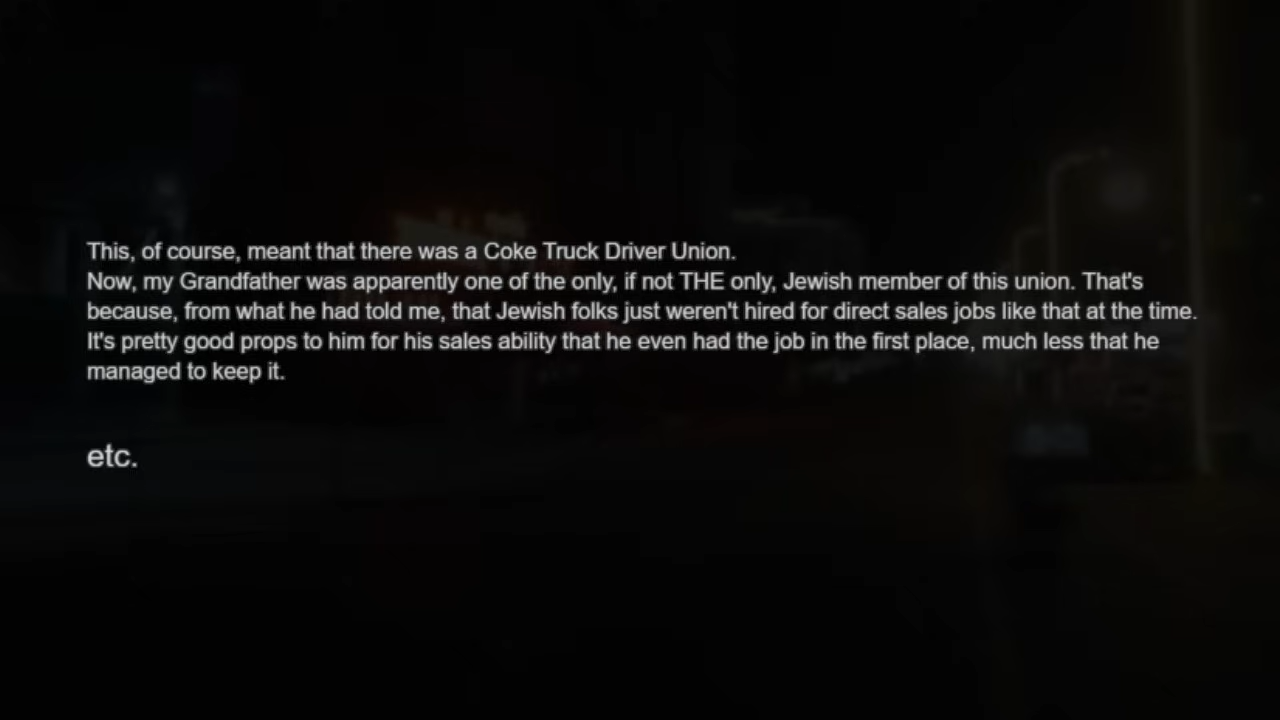 This, of course, meant that there was a Coke Truck Driver Union.
Now, my Grandfather was apparently one of the only, if not THE only, Jewish member of this union. That's
because, from what he had told me, that Jewish folks just weren't hired for direct sales jobs like that at the time.
It's pretty good props to him for his sales ability that he even had the job in the first place, much less that he
managed to keep it.
etc.